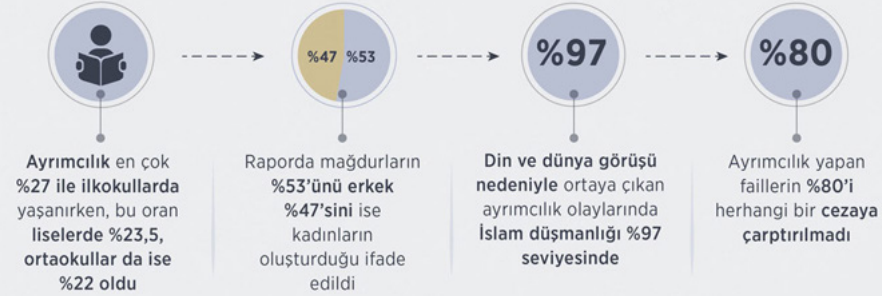 %47 %53
%97
%80
Ayrımcılık en çok
%27 ile ilkokullarda
yaşanırken, bu oran
liselerde %23,5,
ortaokullar da ise
%22 oldu
Raporda mağdurların
%53’ünü erkek
%47’sini ise
kadınların
oluşturduğu ifade
edildi
Din ve dünya görüşü
nedeniyle ortaya çıkan
ayrımcılık olaylarında
İslam düşmanlığı %97
seviyesinde
Ayrımcılık yapan
faillerin %80’i
herhangi bir cezaya
çarptırılmadı